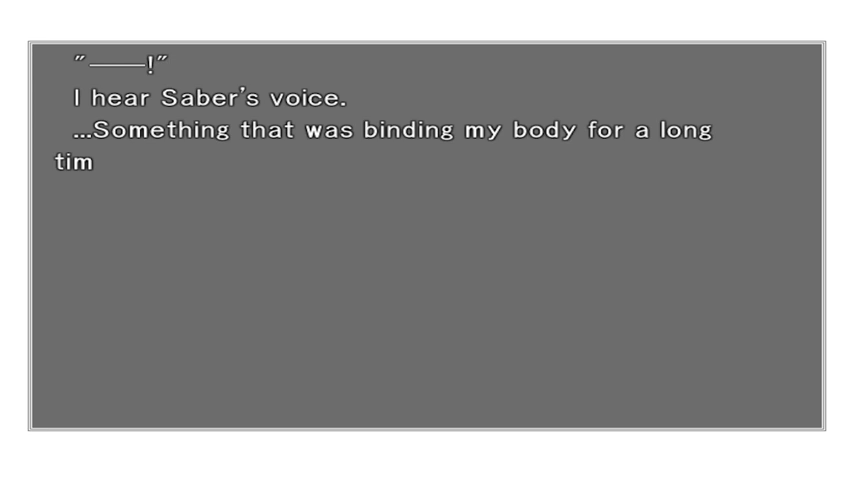 "———!"
I hear Saber's voice.
...Something that was binding my body for a long
tim